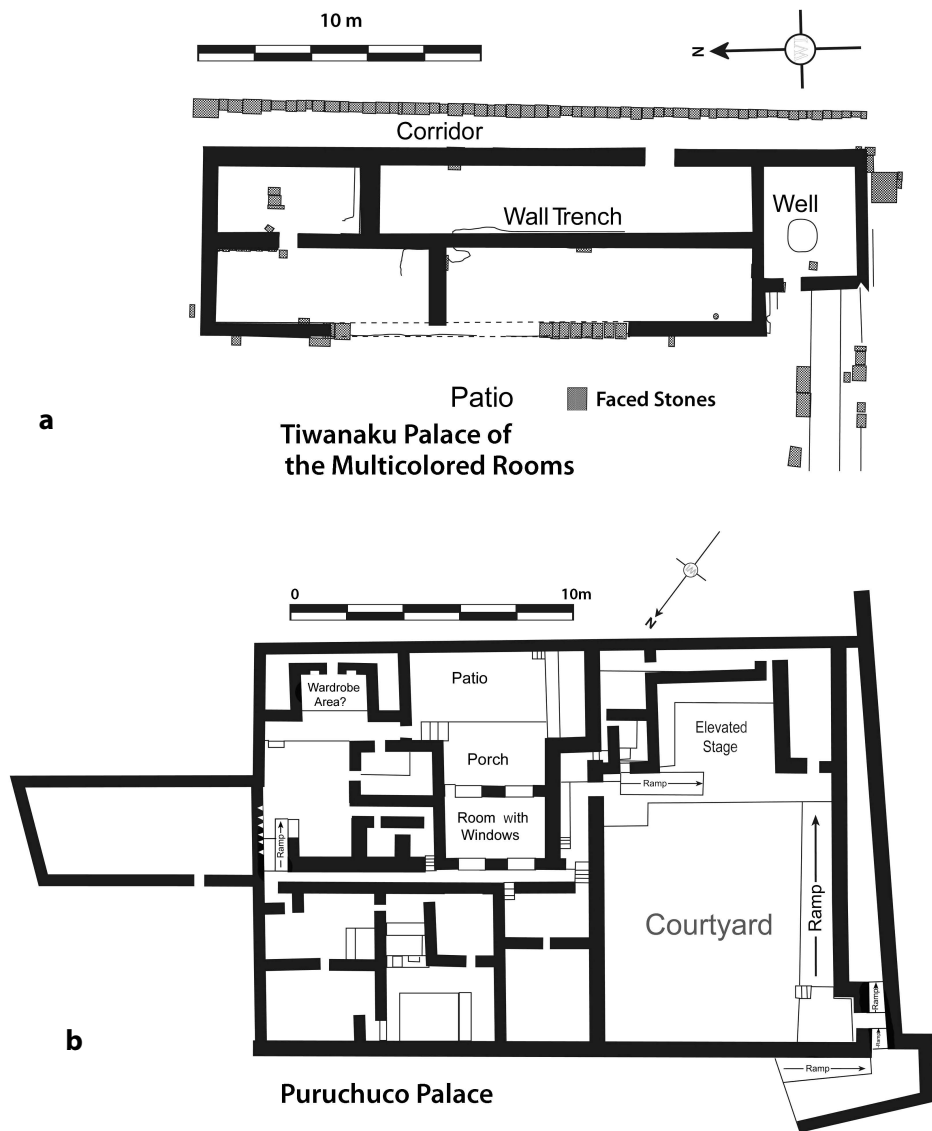 10 m
N
Corridor
Wall Trench
Well
Patio
Faced Stones
a
Tiwanaku Palace of
the Multicolored Rooms
0
10m
N
Wardrobe
Area?
Patio
Elevated
Stage
Porch
Ramp
Room with
Windows
Ramp
Ramp
Courtyard
Ramp
Ramp
b
Ramp
Puruchuco Palace